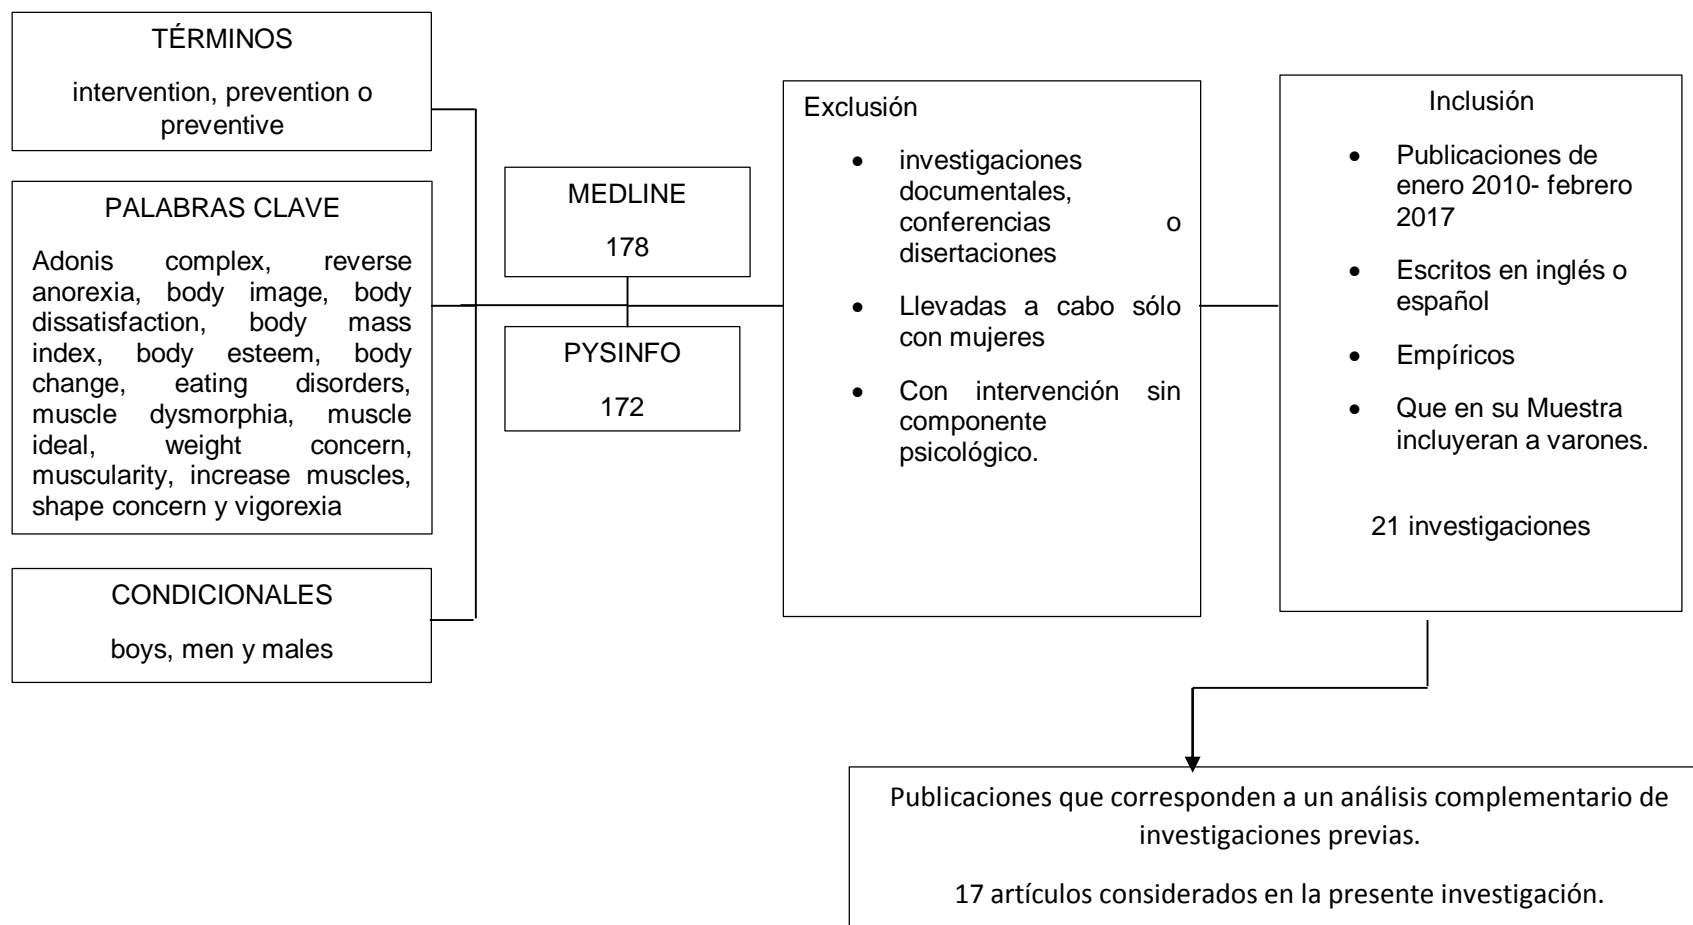 TÉRMINOS
intervention, prevention o
preventive
PALABRAS CLAVE
Adonis complex, reverse
anorexia, body image, body
dissatisfaction, body mass
index, body esteem, body
change, eating disorders,
muscle dysmorphia, muscle
ideal, weight concern,
muscularity, increase muscles,
shape concern y vigorexia
CONDICIONALES
boys, men y males
MEDLINE
178
PYSINFO
172
Exclusión
• investigaciones
documentales,
conferencias o
disertaciones
• Llevadas a cabo sólo
con mujeres
• Con intervención sin
componente
psicológico.
Inclusión
• Publicaciones de
enero 2010- febrero
2017
• Escritos en inglés o
español
• Empíricos
• Que en su Muestra
incluyeran a varones.
21 investigaciones
Publicaciones que corresponden a un análisis complementario de
investigaciones previas.
17 artículos considerados en la presente investigación.